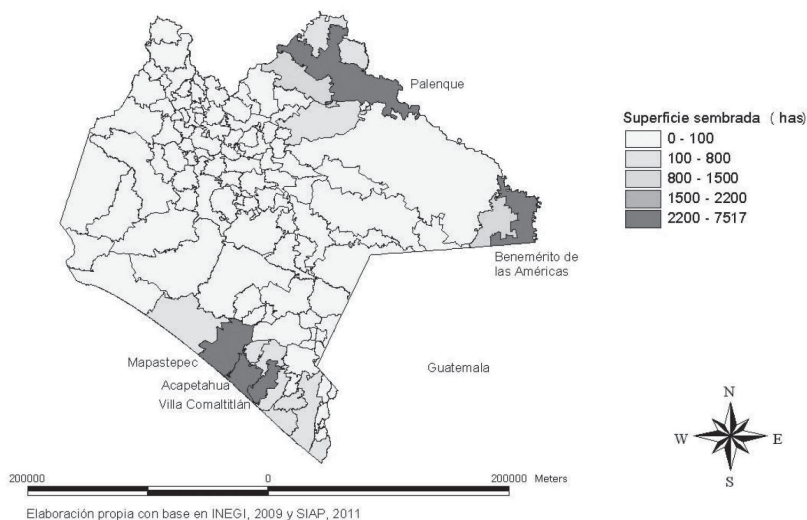 Palenque
Superficie sembrada ( has)
0 - 100
100 - 800
800 - 1500
1500 - 2200
2200 - 7517
Benemérito de
las Américas
Mapastepec
Acapetahua
Villa Comaltitlán
Guatemala
N
W E
S
200000 0 200000 Meters
Elaboración propia con base en INEGI, 2009 y SIAP, 2011